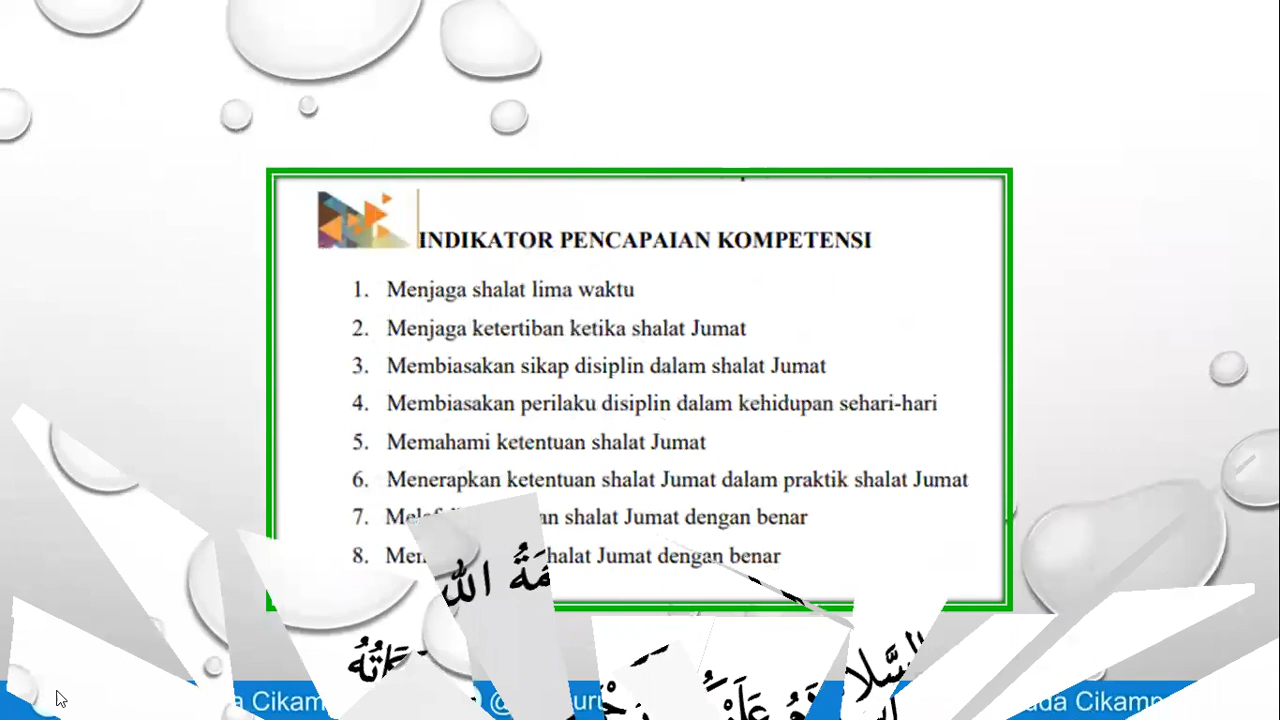 INDIKATOR PENCAPAIAN KOMPETENSI
1. Menjaga shalat lima waktu
2. Menjaga ketertiban ketika shalat Jumat
3. Membiasakan sikap disiplin dalam shalat Jumat
4. Membiasakan perilaku disiplin dalam kehidupan sehari-hari
5. Memahami ketentuan shalat Jumat
6. Menerapkan ketentuan shalat Jumat dalam praktik shalat Jumat
7. shalat Jumat dengan benar
8. Jumat dengan benar